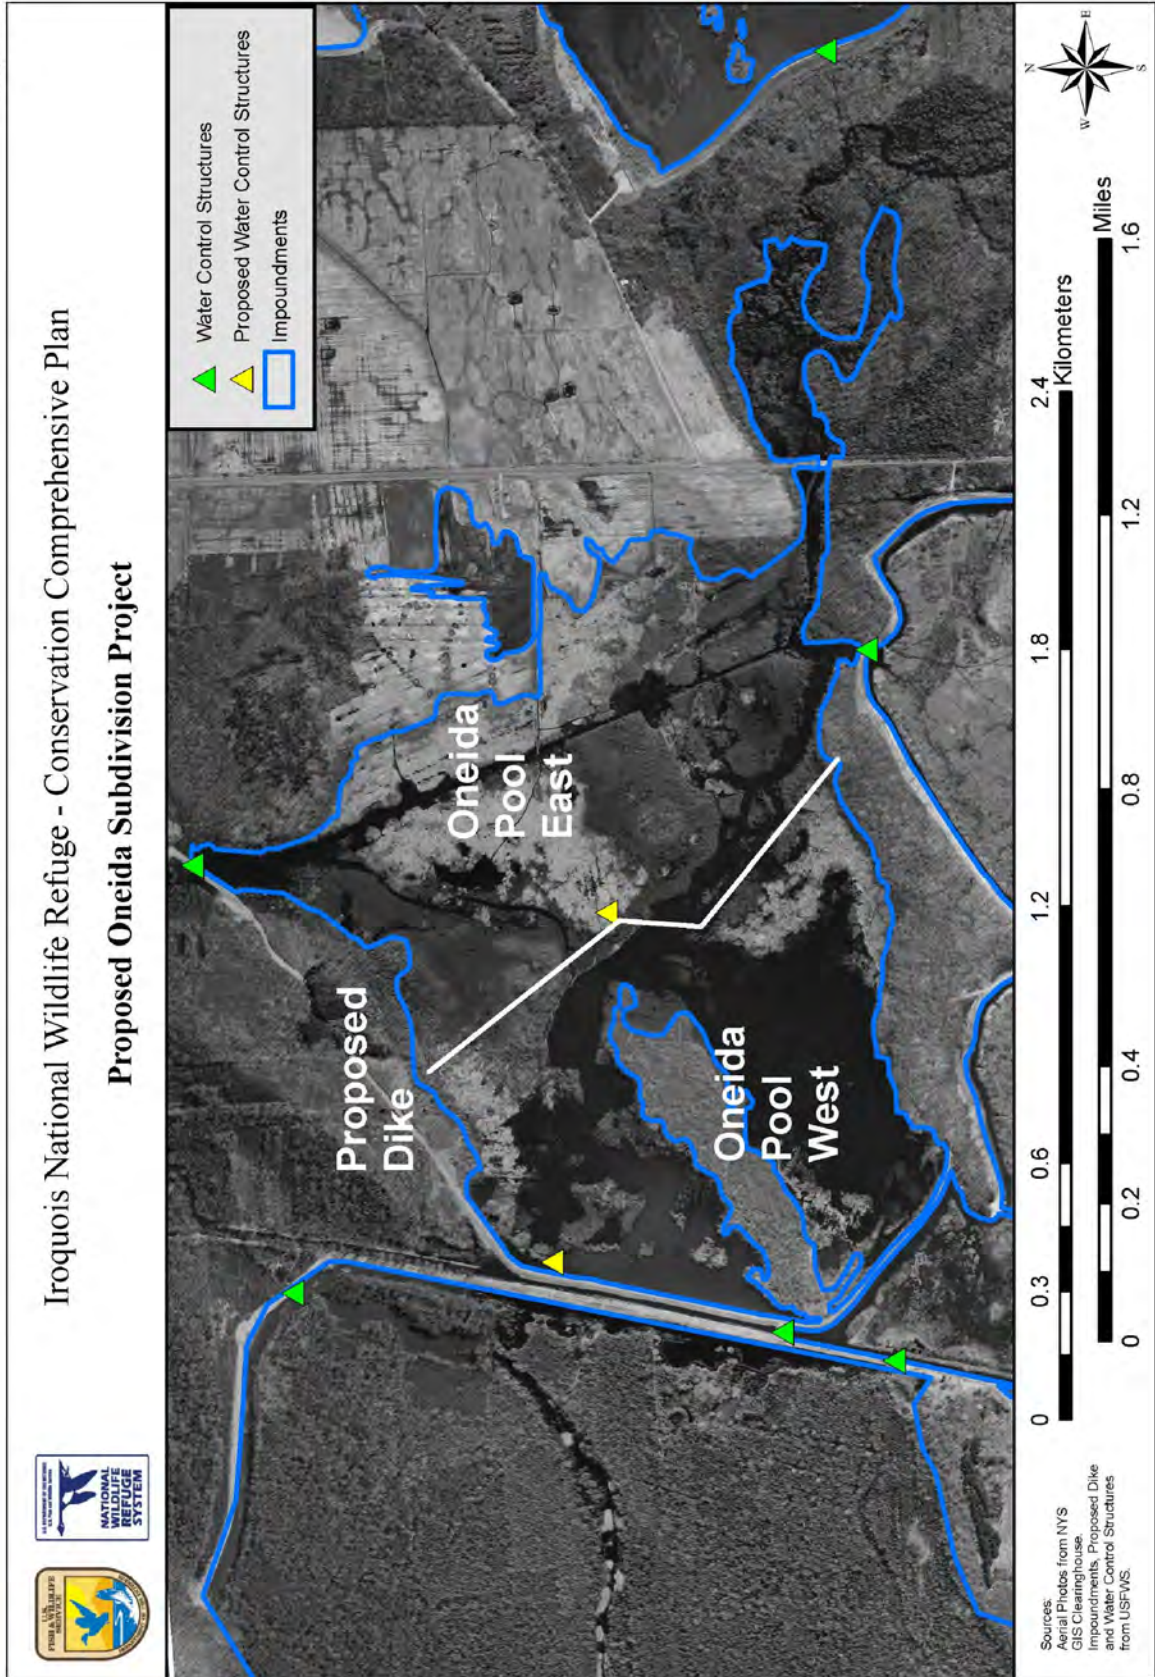 Iroquois National Wildlife Refuge - Conservation Comprehensive Plan
Proposed Oneida Subdivision Project
U.S.
FISH & WILDLIFE
SERVICE
NATIONAL
WILDLIFE
REFUGE
SYSTEM
Water Control Structures
Proposed Water Control Structures
Impoundments
Proposed
Dike
Oneida
Pool
East
Oneida
Pool
West
Sources:
Aerial Photos from NYS
GIS Clearinghouse.
Impoundments, Proposed Dike
and Water Control Structures
from USFWS.
0 0.3 0.6 1.2 1.8 2.4
Kilometers
Miles
0 0.2 0.4 0.8 1.2 1.6
N
E
S
W